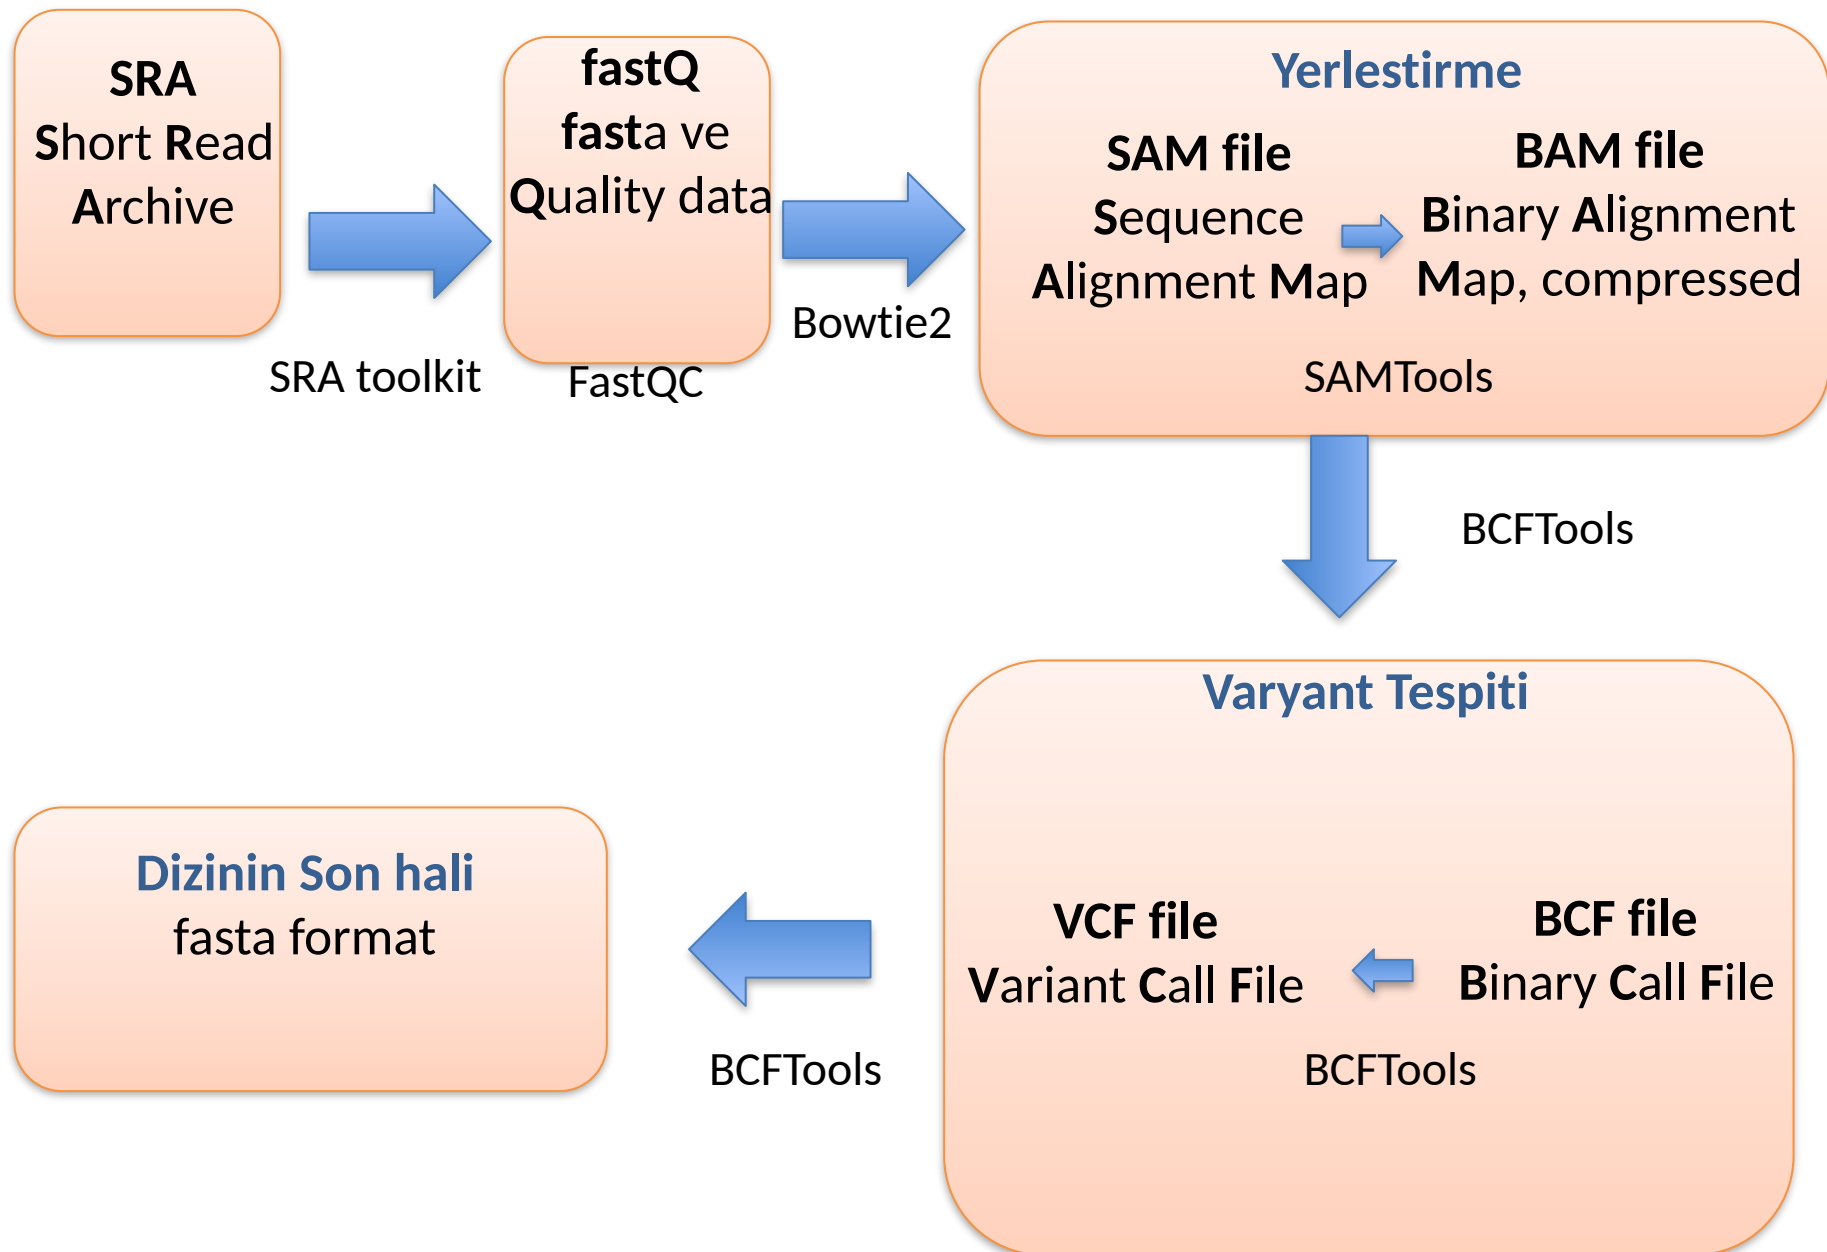 SRA
Short Read
Archive
SRA toolkit
fastQ
fasta ve
Quality data
FastQC
Bowtie2
Yerlestirme
SAM file
Sequence
Alignment Map
BAM file
Binary Alignment
Map, compressed
SAMTools
BCFTools
Varyant Tespiti
BCF file
Binary Call File
VCF file
Variant Call File
BCFTools
BCFTools
Dizinin Son hali
fasta format